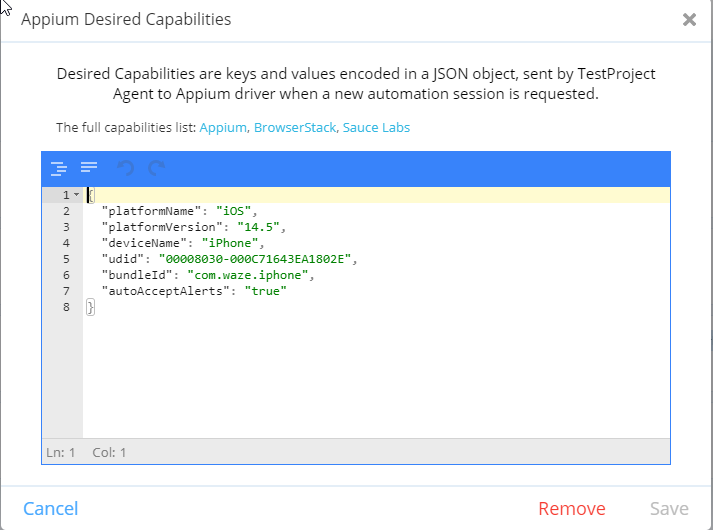 Appium Desired Capabilities
Desired Capabilities are keys and values encoded in a JSON object, sent by TestProject
Agent to Appium driver when a new automation session is requested.
The full capabilities list: Appium, BrowserStack, Sauce Labs
1 {
2 "platformName": "iOS",
3 "platformVersion": "14.5",
4 "deviceName": "iPhone",
5 "udid": "00008030-000C71643EA1802E",
6 "bundleId": "com.waze.iphone",
7 "autoAcceptAlerts": "true"
8 }
Ln: 1 Col: 1
Cancel Remove Save